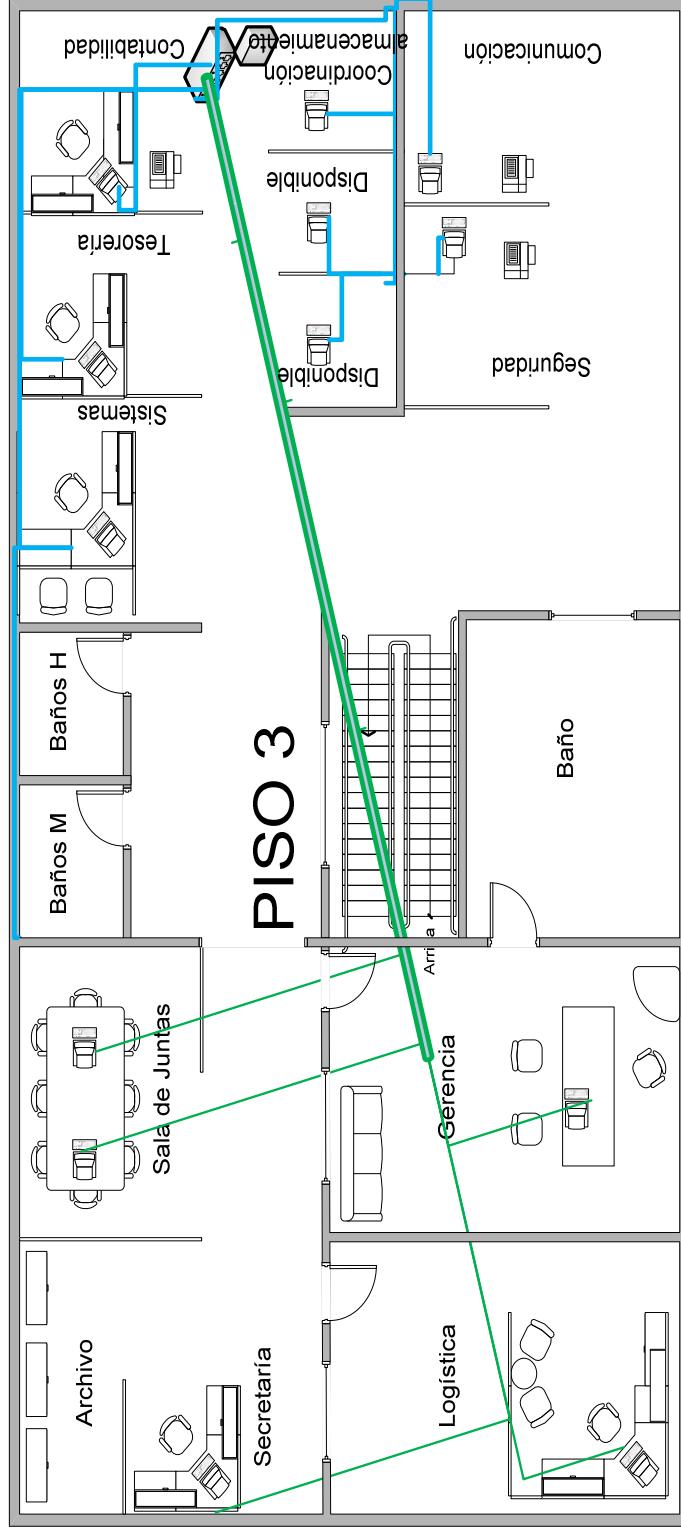 Contabilidad
almacenamiento
Coordinación
Comunicación
Disponible
Tesorería
Disponible
Seguridad
Sistemas
Baños H
PISO 3
Baño
Baños M
Arriba
Sala de Juntas
Gerencia
Archivo
Secretaría
Logística